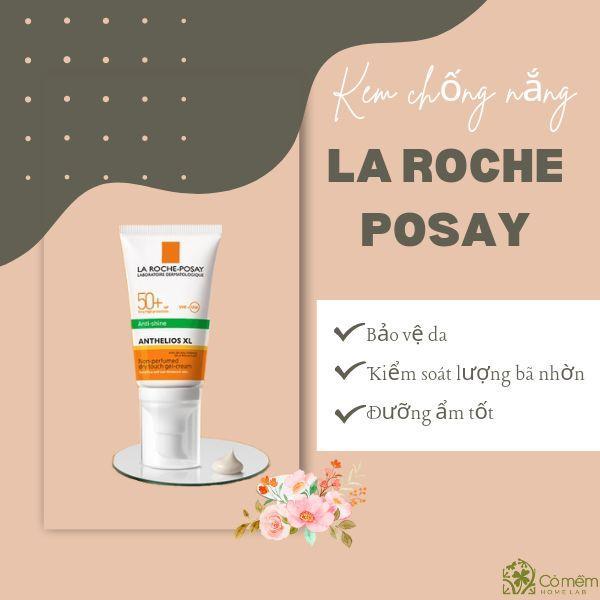 Kem chống nắng
LA ROCHE
POSAY
LA ROCHE-POSAY
LABORATOIRE DERMATOLOGIQUE
50+
Anti-shine
ANTHELIOS XL
Non-perfumed
dry touch gel-cream
Bảo vệ da
Kiểm soát lượng bã nhờn
Dưỡng ẩm tốt
Cỏ mềm
HOME LAB